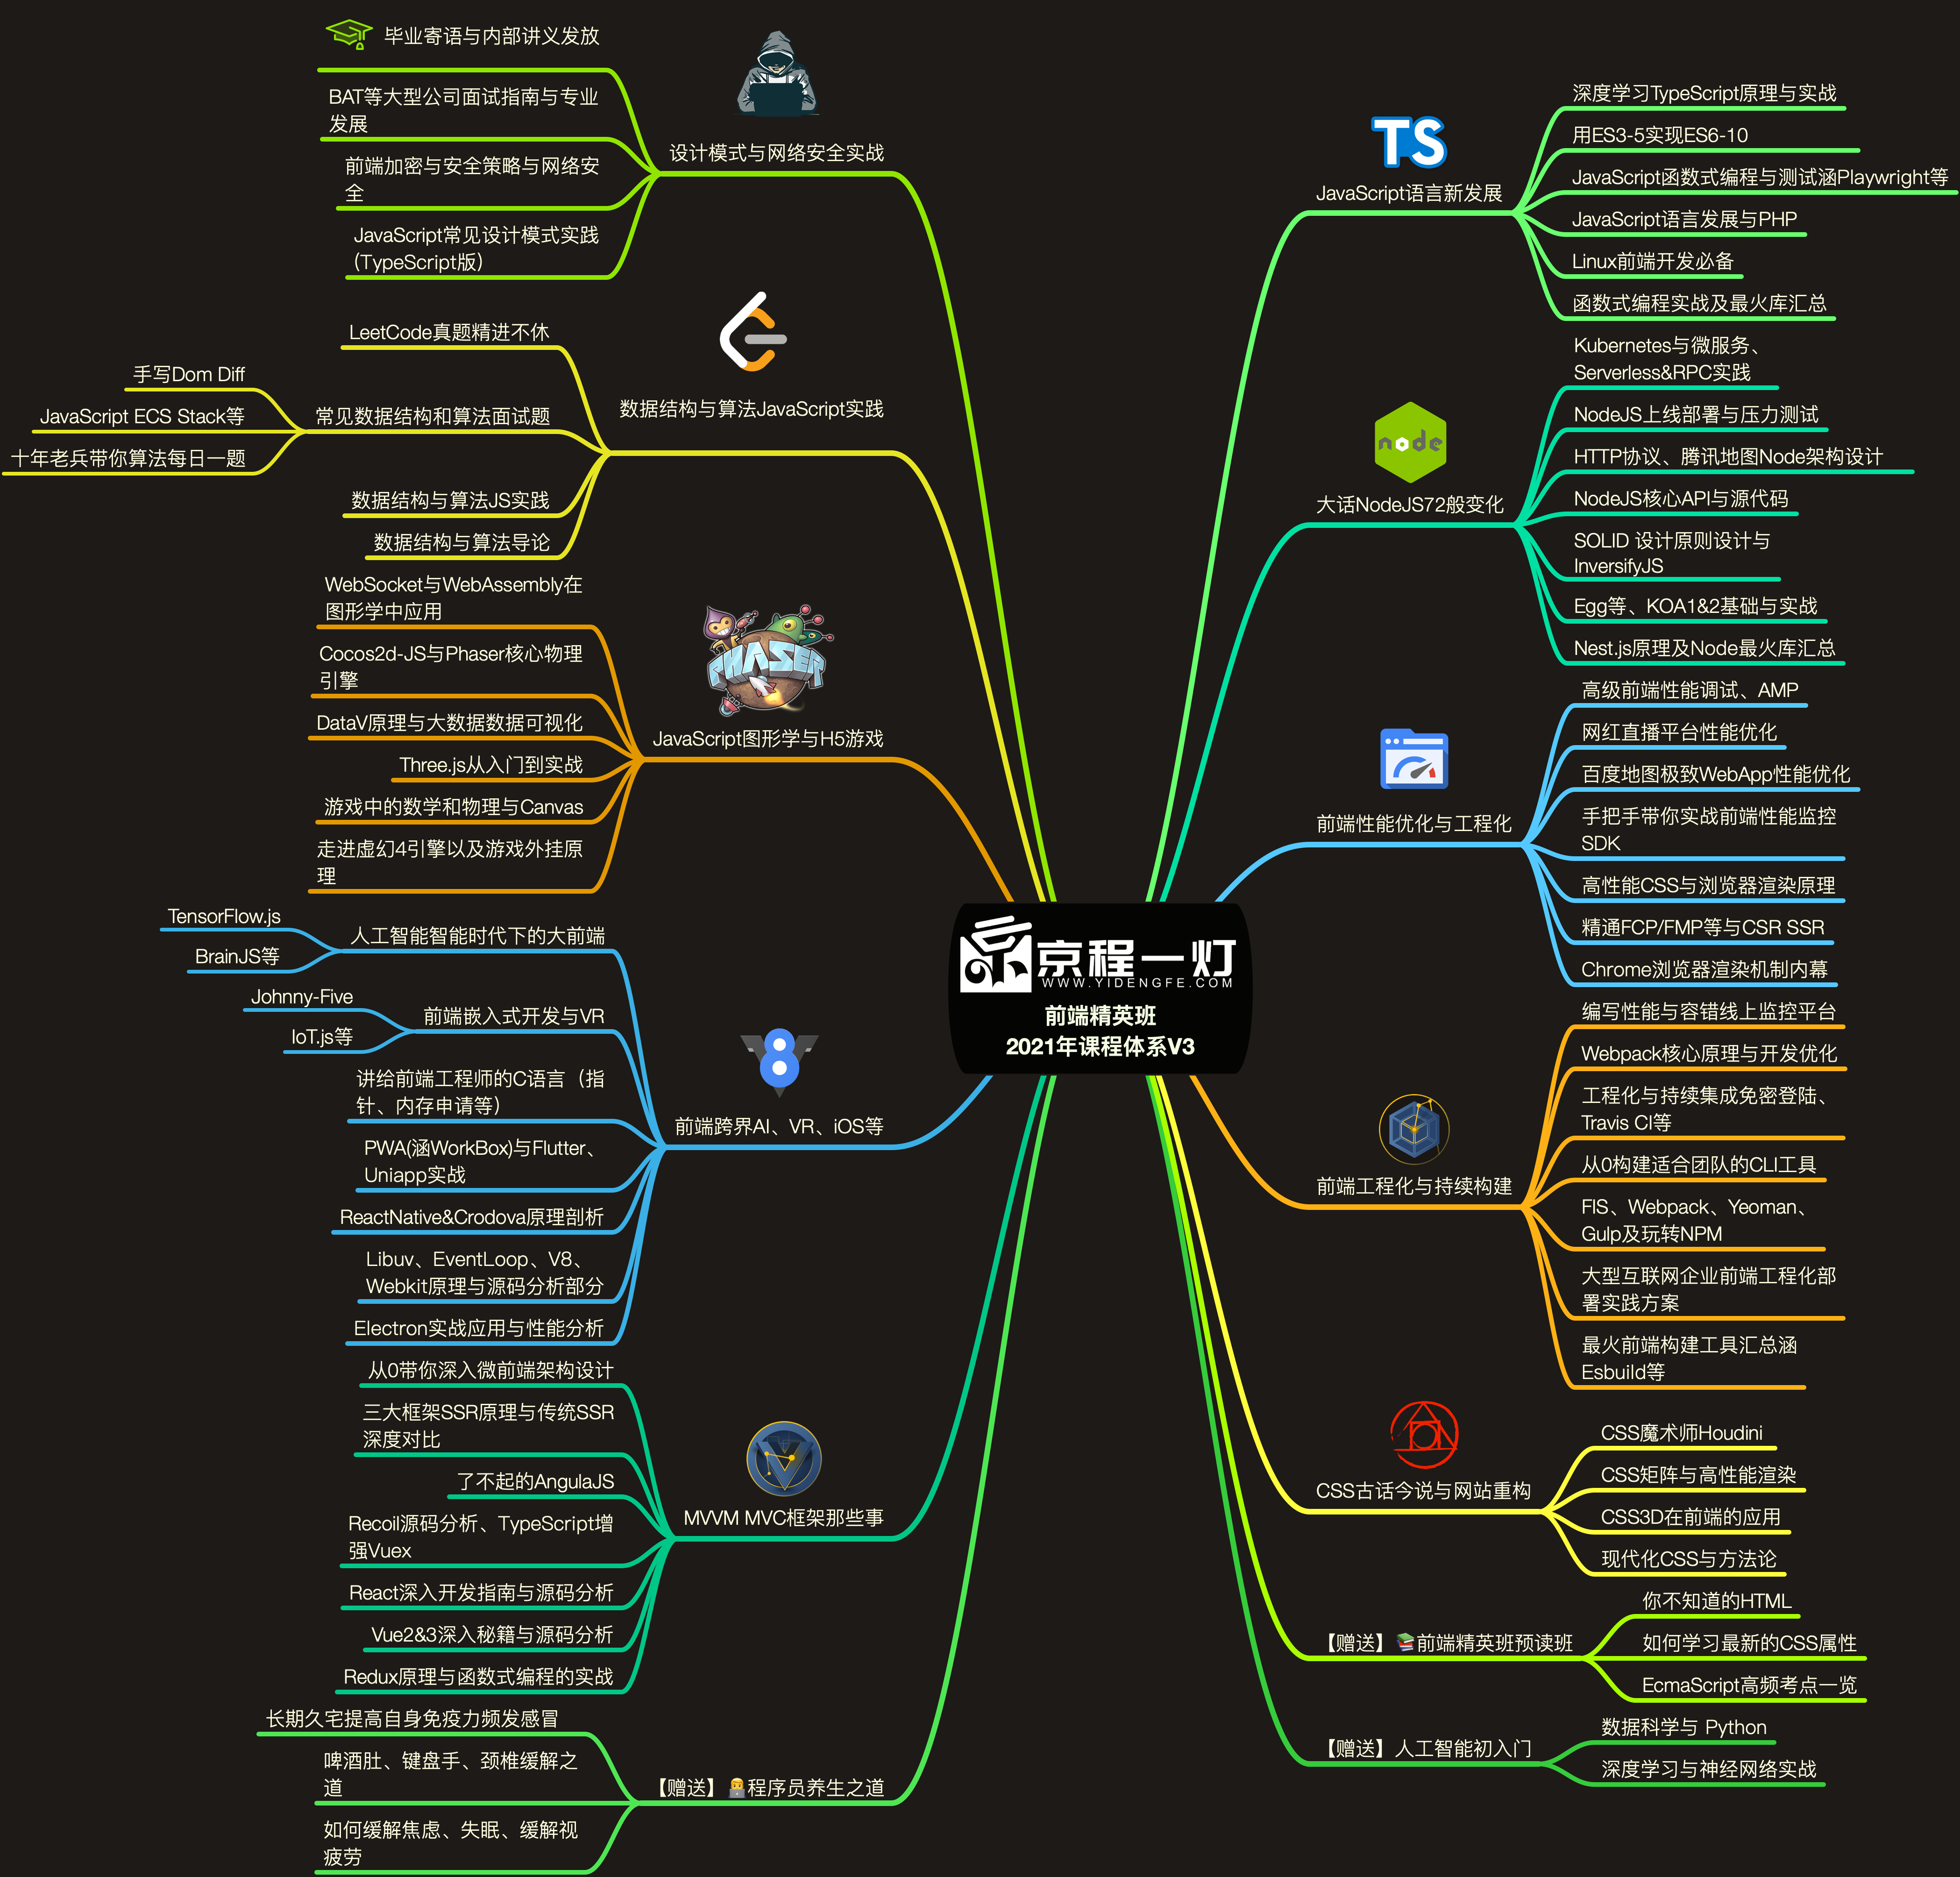 京程一灯
WWW.YIDENGFE.COM
前端精英班
2021年课程体系V3
TS
JavaScript语言新发展
深度学习TypeScript原理与实战
用ES3-5实现ES6-10
JavaScript函数式编程与测试涵Playwright等
JavaScript语言发展与PHP
Linux前端开发必备
函数式编程实战及最火库汇总
node
大话NodeJS72般变化
Kubernetes与微服务、
Serverless&RPC实践
NodeJS上线部署与压力测试
HTTP协议、腾讯地图Node架构设计
NodeJS核心API与源代码
SOLID 设计原则设计与
InversifyJS
Egg等、KOA1&2基础与实战
Nest.js原理及Node最火库汇总
前端性能优化与工程化
高级前端性能调试、AMP
网红直播平台性能优化
百度地图极致WebApp性能优化
手把手带你实战前端性能监控
SDK
高性能CSS与浏览器渲染原理
精通FCP/FMP等与CSR SSR
Chrome浏览器渲染机制内幕
前端工程化与持续构建
编写性能与容错线上监控平台
Webpack核心原理与开发优化
工程化与持续集成免密登陆、
Travis CI等
从0构建适合团队的CLI工具
FIS、Webpack、Yeoman、
Gulp及玩转NPM
大型互联网企业前端工程化部
署实践方案
最火前端构建工具汇总涵
Esbuild等
CSS古话今说与网站重构
CSS魔术师Houdini
CSS矩阵与高性能渲染
CSS3D在前端的应用
现代化CSS与方法论
【赠送】📚前端精英班预读班
你不知道的HTML
如何学习最新的CSS属性
EcmaScript高频考点一览
【赠送】人工智能初入门
数据科学与 Python
深度学习与神经网络实战
设计模式与网络安全实战
毕业寄语与内部讲义发放
BAT等大型公司面试指南与专业
发展
前端加密与安全策略与网络安
全
JavaScript常见设计模式实践
(TypeScript版)
数据结构与算法JavaScript实践
LeetCode真题精进不休
常见数据结构和算法面试题
手写Dom Diff
JavaScript ECS Stack等
十年老兵带你算法每日一题
数据结构与算法JS实践
数据结构与算法导论
PHASER
JavaScript图形学与H5游戏
WebSocket与WebAssembly在
图形学中应用
Cocos2d-JS与Phaser核心物理
引擎
DataV原理与大数据数据可视化
Three.js从入门到实战
游戏中的数学和物理与Canvas
走进虚幻4引擎以及游戏外挂原
理
8
前端跨界AI、VR、iOS等
人工智能智能时代下的大前端
TensorFlow.js
BrainJS等
前端嵌入式开发与VR
Johnny-Five
IoT.js等
讲给前端工程师的C语言（指
针、内存申请等）
PWA(涵WorkBox)与Flutter、
Uniapp实战
ReactNative&Crodova原理剖析
Libuv、EventLoop、V8、
Webkit原理与源码分析部分
Electron实战应用与性能分析
MVVM MVC框架那些事
从0带你深入微前端架构设计
三大框架SSR原理与传统SSR
深度对比
了不起的AngulaJS
Recoil源码分析、TypeScript增
强Vuex
React深入开发指南与源码分析
Vue2&3深入秘籍与源码分析
Redux原理与函数式编程的实战
【赠送】👨‍💻程序员养生之道
长期久宅提高自身免疫力频发感冒
啤酒肚、键盘手、颈椎缓解之
道
如何缓解焦虑、失眠、缓解视
疲劳